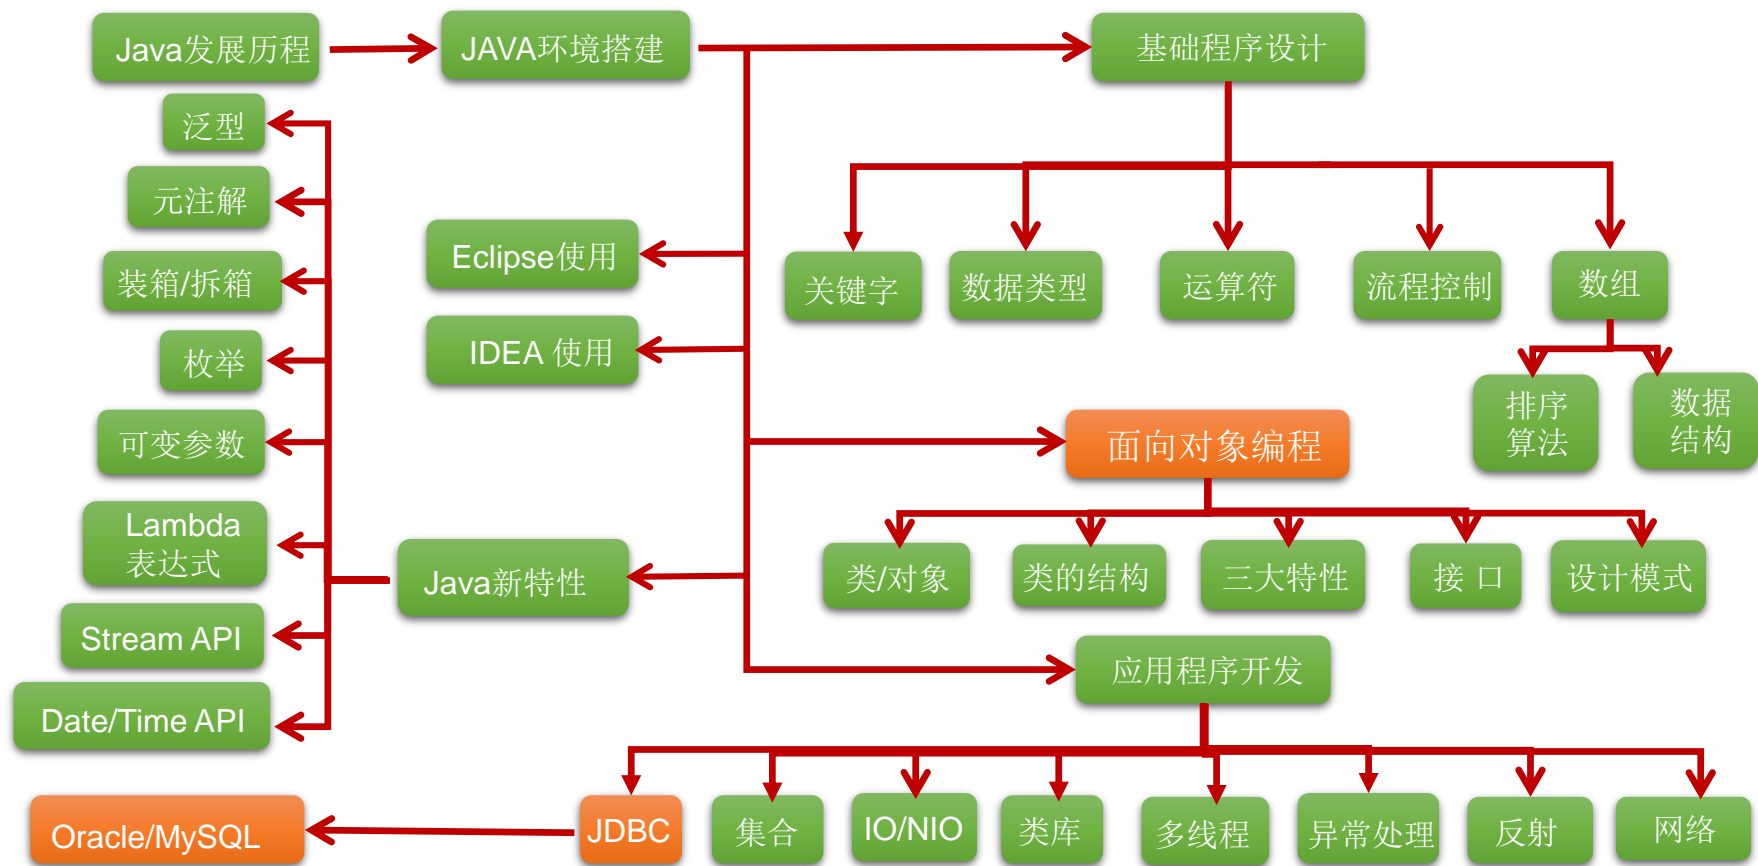 Java发展历程
JAVA环境搭建
基础程序设计
泛型
元注解
装箱/拆箱
枚举
可变参数
Lambda
表达式
Stream API
Date/Time API
Eclipse使用
IDEA 使用
Java新特性
关键字
数据类型
运算符
流程控制
数组
排序
算法
数据
结构
面向对象编程
类/对象
类的结构
三大特性
接 口
设计模式
应用程序开发
Oracle/MySQL
JDBC
集合
IO/NIO
类库
多线程
异常处理
反射
网络